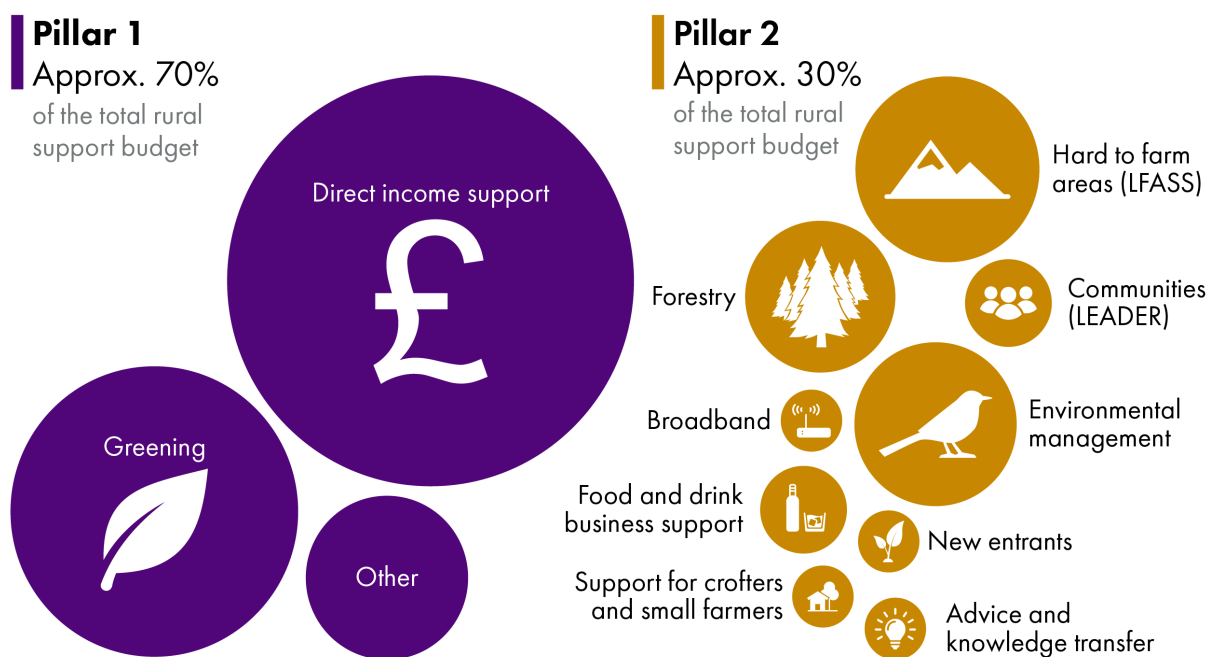 Pillar 1
Approx. 70%
of the total rural
support budget
Direct income support
£
Greening
Other
Pillar 2
Approx. 30%
of the total rural
support budget
Hard to farm
areas (LFASS)
Forestry
Communities
(LEADER)
Broadband
Environmental
management
Food and drink
business support
New entrants
Support for crofters
and small farmers
Advice and
knowledge transfer